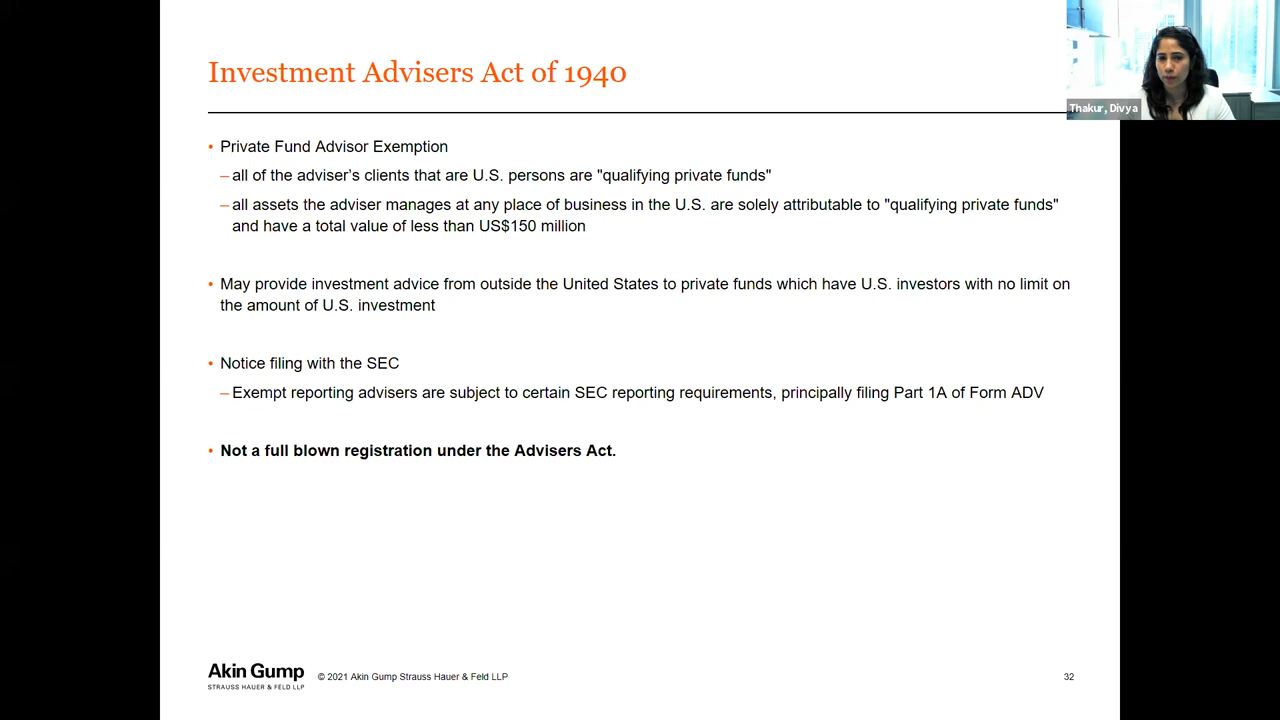 Investment Advisers Act of 1940
Thakur, Divya
• Private Fund Advisor Exemption
– all of the adviser's clients that are U.S. persons are "qualifying private funds"
– all assets the adviser manages at any place of business in the U.S. are solely attributable to "qualifying private funds"
and have a total value of less than US$150 million
• May provide investment advice from outside the United States to private funds which have U.S. investors with no limit on
the amount of U.S. investment
• Notice filing with the SEC
– Exempt reporting advisers are subject to certain SEC reporting requirements, principally filing Part 1A of Form ADV
• Not a full blown registration under the Advisers Act.
Akin Gump
STRAUSS HAUER & FELD LLP
© 2021 Akin Gump Strauss Hauer & Feld LLP
32